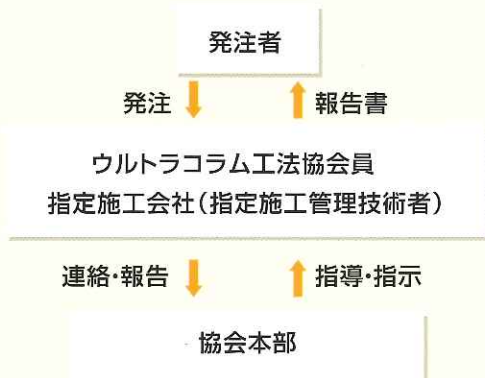 発注者
発注
報告書
ウルトラコラム工法協会員
指定施工会社(指定施工管理技術者)
連絡・報告
指導・指示
協会本部